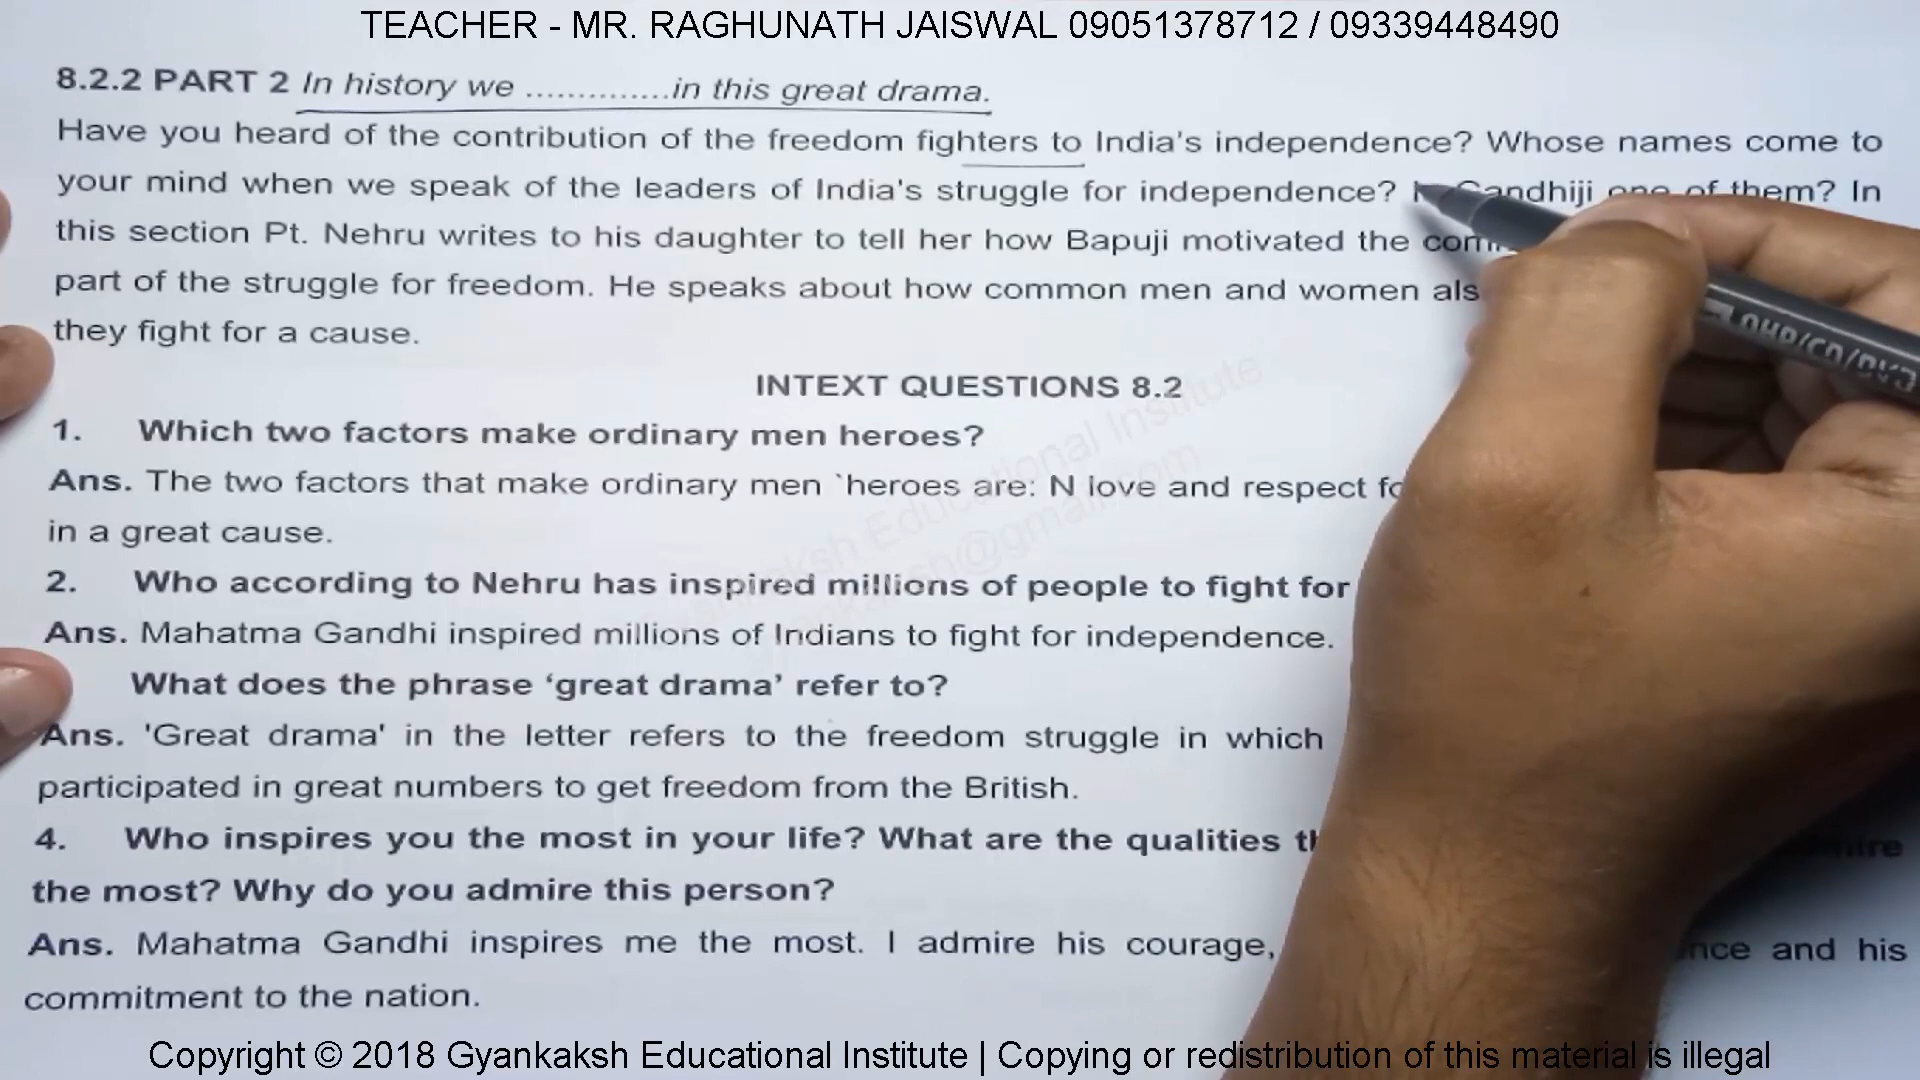 TEACHER - MR. RAGHUNATH JAISWAL 09051378712 / 09339448490
8.2.2 PART 2 In history we ..............in this great drama.
Have you heard of the contribution of the freedom fighters to India's independence? Whose names come to
your mind when we speak of the leaders of India's struggle for independence? Gandhiji one of them? In
this section Pt. Nehru writes to his daughter to tell her how Bapuji motivated the
part of the struggle for freedom. He speaks about how common men and women
they fight for a cause.
INTEXT QUESTIONS 8.2
1. Which two factors make ordinary men heroes?
Ans. The two factors that make ordinary men `heroes are: N love and respect
in a great cause.
2. Who according to Nehru has inspired millions of people to fight for
Ans. Mahatma Gandhi inspired millions of Indians to fight for independence.
What does the phrase ‘great drama’ refer to?
Ans. 'Great drama' in the letter refers to the freedom struggle in which
participated in great numbers to get freedom from the British.
4. Who inspires you the most in your life? What are the qualities
the most? Why do you admire this person?
Ans. Mahatma Gandhi inspires me the most. I admire his courage, and his
commitment to the nation.
Gyankaksh Educational Institute
gyankaksh@gmail.com
OHP/CD/DVD
Copyright © 2018 Gyankaksh Educational Institute | Copying or redistribution of this material is illegal